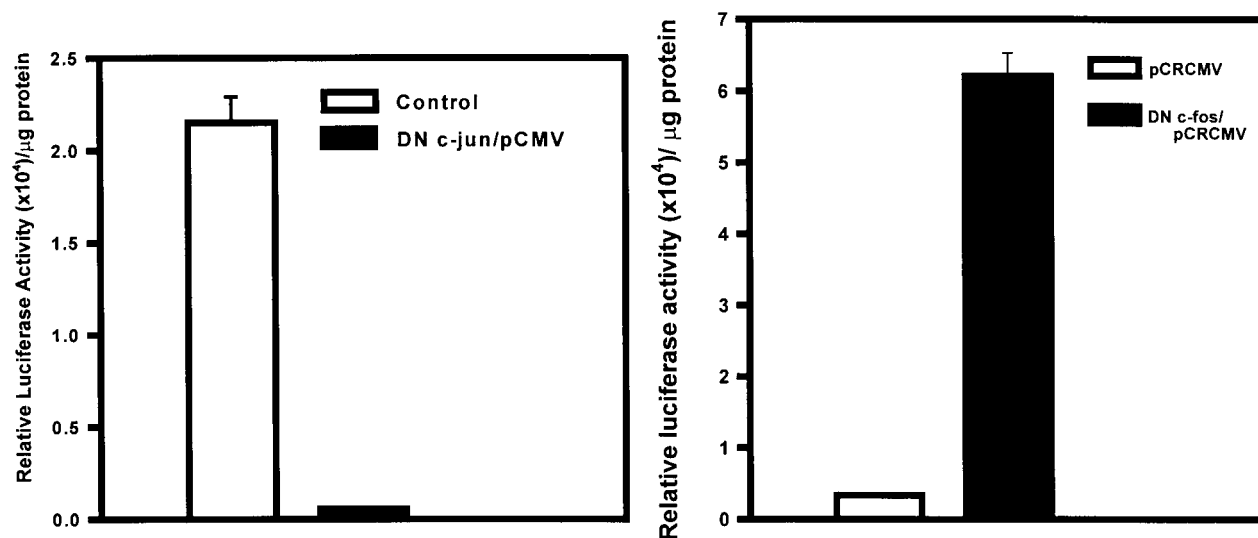 Relative Luciferase Activity (x10⁴)/µg protein
2.5
2.0
1.5
1.0
0.5
0.0
Control
DN c-jun/pCMV
Relative luciferase activity (x10⁴)/ µg protein
7
6
5
4
3
2
1
0
pCRCMV
DN c-fos/
pCRCMV